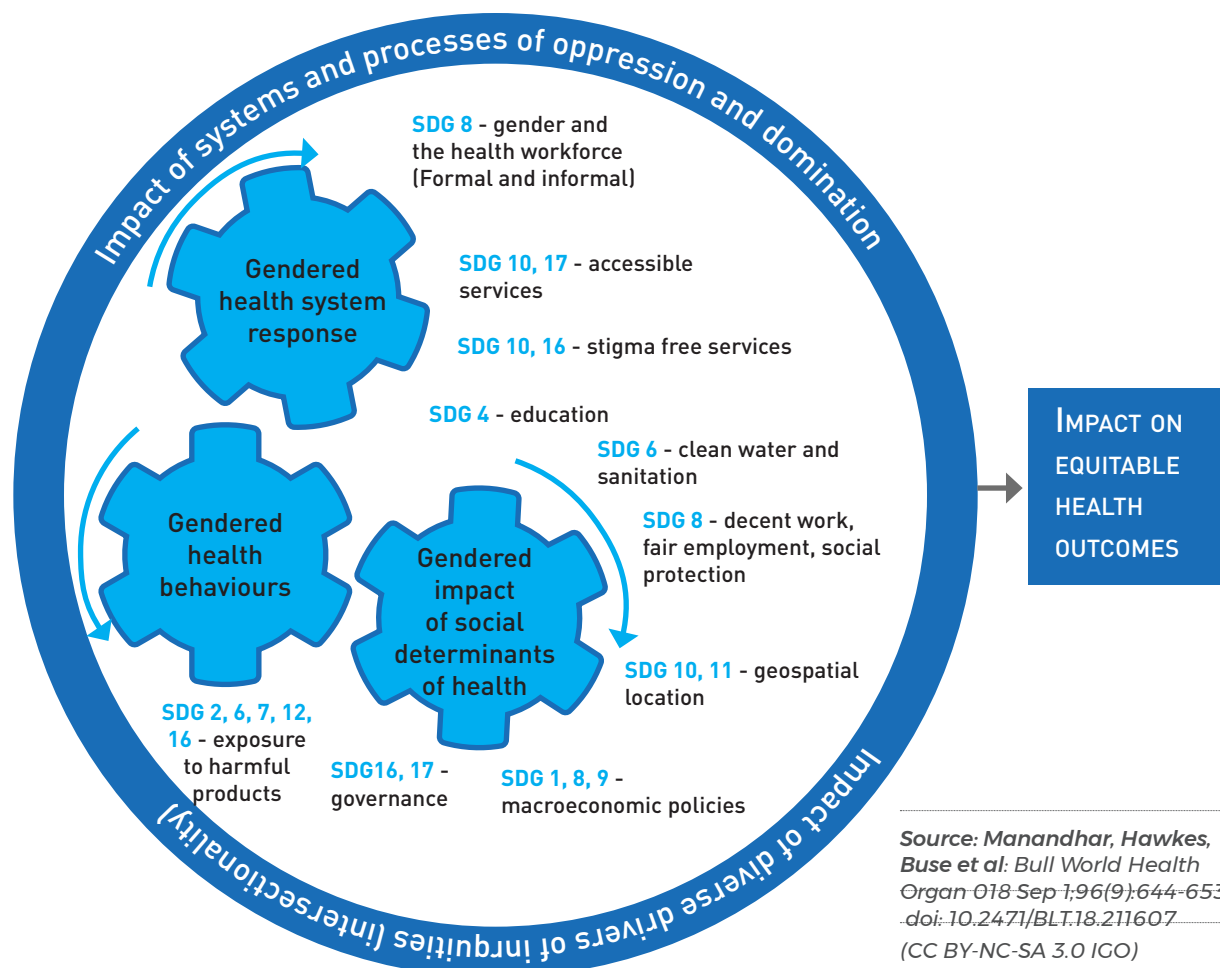 Impact of systems and processes of oppression and domination
SDG 8 - gender and
the health workforce
(Formal and informal)
Gendered
health system
response
SDG 10, 17 - accessible
services
SDG 10, 16 - stigma free services
SDG 4 - education
SDG 6 - clean water and
sanitation
SDG 8 - decent work,
fair employment, social
protection
Gendered
health
behaviours
Gendered
impact
of social
determinants
of health
SDG 10, 11 - geospatial
location
SDG 2, 6, 7, 12,
16 - exposure
to harmful
products
SDG16, 17 -
governance
SDG 1, 8, 9 -
macroeconomic policies
Impact of diverse drivers of inrquities (intersectionality)
IMPACT ON
EQUITABLE
HEALTH
OUTCOMES
Source: Manandhar, Hawkes,
Buse et al: Bull World Health
Organ 018 Sep 1;96(9):644-653
doi: 10.2471/BLT.18.211607
(CC BY-NC-SA 3.0 IGO)